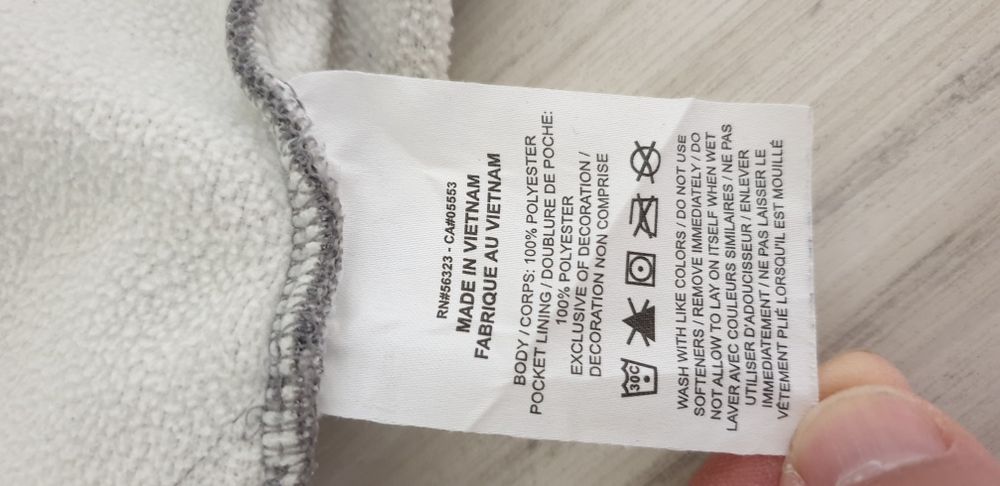 RN#56323 - CA#05553
MADE IN VIETNAM
FABRIQUE AU VIETNAM
BODY / CORPS: 100% POLYESTER
POCKET LINING / DOUBLURE DE POCHE:
100% POLYESTER
EXCLUSIVE OF DECORATION /
DECORATION NON COMPRISE
30C
WASH WITH LIKE COLORS / DO NOT USE
SOFTENERS / REMOVE IMMEDIATELY / DO
NOT ALLOW TO LAY ON ITSELF WHEN WET
LAVER AVEC COULEURS SIMILAIRES / NE PAS
UTILISER D'ADOUCISSEUR / ENLEVER
IMMEDIATEMENT / NE PAS LAISSER LE
VÊTEMENT PLIÉ LORSQU'IL EST MOUILLÉ